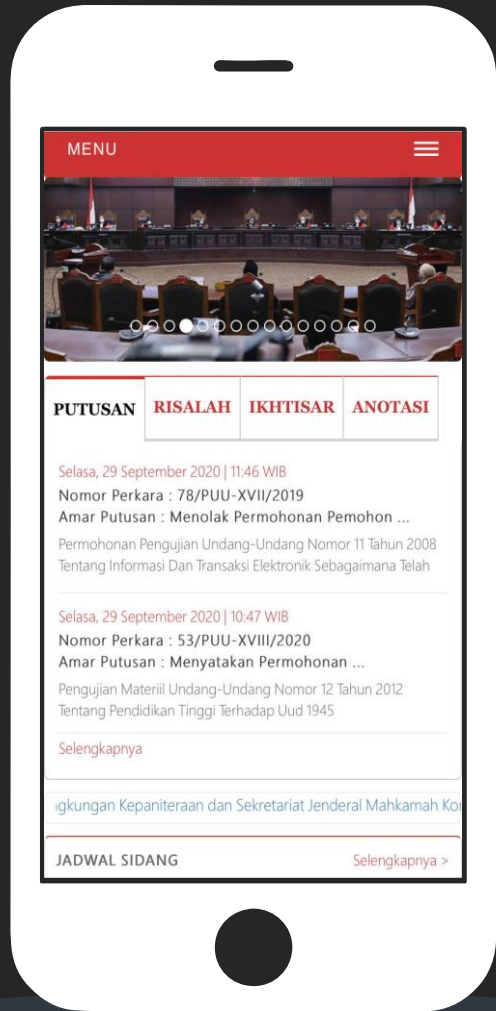 MENU
PUTUSAN RISALAH IKHTISAR ANOTASI
Selasa, 29 September 2020 | 11:46 WIB
Nomor Perkara : 78/PUU-XVII/2019
Amar Putusan : Menolak Permohonan Pemohon ...
Permohonan Pengujian Undang-Undang Nomor 11 Tahun 2008
Tentang Informasi Dan Transaksi Elektronik Sebagaimana Telah
Selasa, 29 September 2020 | 10:47 WIB
Nomor Perkara : 53/PUU-XVIII/2020
Amar Putusan : Menyatakan Permohonan ...
Pengujian Materiil Undang-Undang Nomor 12 Tahun 2012
Tentang Pendidikan Tinggi Terhadap Uud 1945
Selengkapnya
gkungan Kepaniteraan dan Sekretariat Jenderal Mahkamah Ko
JADWAL SIDANG Selengkapnya >